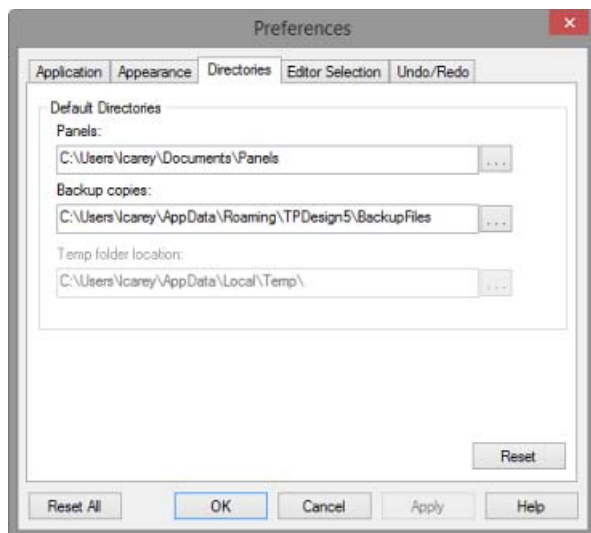 Preferences
Application Appearance Directories Editor Selection Undo/Redo
Default Directories
Panels:
C:\Users\lcarey\Documents\Panels ...
Backup copies:
C:\Users\lcarey\AppData\Roaming\TPDesign5\BackupFiles ...
Temp folder location:
C:\Users\lcarey\AppData\Local\Temp\ ...
Reset
Reset All OK Cancel Apply Help